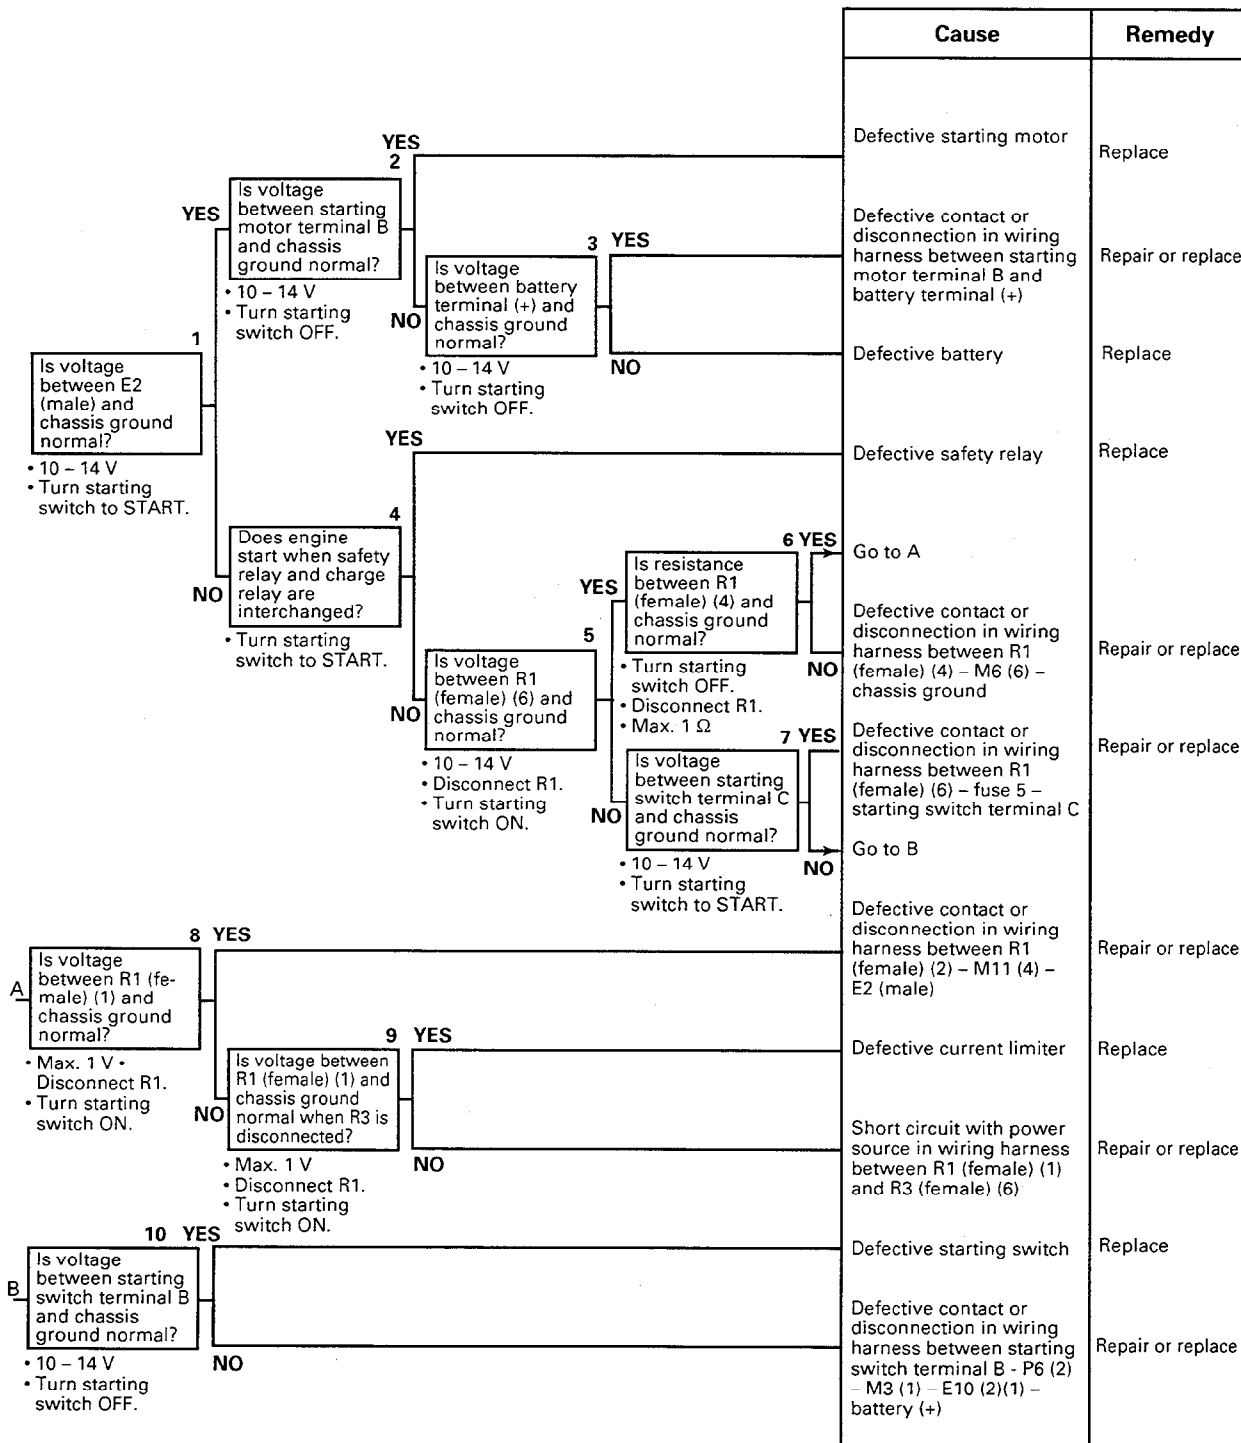 Cause
Remedy
YES
2
Is voltage
between starting
motor terminal B
and chassis
ground normal?
YES
• 10 – 14 V
• Turn starting
switch OFF.
Defective starting motor
Replace
3 YES
Is voltage
between battery
terminal (+) and
chassis ground
normal?
NO
• 10 – 14 V
• Turn starting
switch OFF.
NO
Defective contact or
disconnection in wiring
harness between starting
motor terminal B and
battery terminal (+)
Repair or replace
Defective battery
Replace
1
Is voltage
between E2
(male) and
chassis ground
normal?
• 10 – 14 V
• Turn starting
switch to START.
YES
4
Does engine
start when safety
relay and charge
relay are
interchanged?
NO
• Turn starting
switch to START.
Defective safety relay
Replace
5
Is voltage
between R1
(female) (6) and
chassis ground
normal?
NO
• 10 – 14 V
• Disconnect R1.
• Turn starting
switch ON.
6 YES
Is resistance
between R1
(female) (4) and
chassis ground
normal?
YES
NO
• Turn starting
switch OFF.
• Disconnect R1.
• Max. 1 Ω
Go to A
Defective contact or
disconnection in wiring
harness between R1
(female) (4) – M6 (6) –
chassis ground
Repair or replace
7 YES
Is voltage
between starting
switch terminal C
and chassis
ground normal?
NO
• 10 – 14 V
• Turn starting
switch to START.
NO
Defective contact or
disconnection in wiring
harness between R1
(female) (6) – fuse 5 –
starting switch terminal C
Repair or replace
Go to B
8 YES
A
Is voltage
between R1 (fe-
male) (1) and
chassis ground
normal?
• Max. 1 V •
Disconnect R1.
• Turn starting
switch ON.
Defective contact or
disconnection in wiring
harness between R1
(female) (2) – M11 (4) –
E2 (male)
Repair or replace
9 YES
Is voltage between
R1 (female) (1) and
chassis ground
normal when R3 is
disconnected?
NO
• Max. 1 V
• Disconnect R1.
• Turn starting
switch ON.
NO
Defective current limiter
Replace
Short circuit with power
source in wiring harness
between R1 (female) (1)
and R3 (female) (6)
Repair or replace
10 YES
B
Is voltage
between starting
switch terminal B
and chassis
ground normal?
• 10 – 14 V
• Turn starting
switch OFF.
NO
Defective starting switch
Replace
Defective contact or
disconnection in wiring
harness between starting
switch terminal B - P6 (2)
– M3 (1) – E10 (2)(1) –
battery (+)
Repair or replace